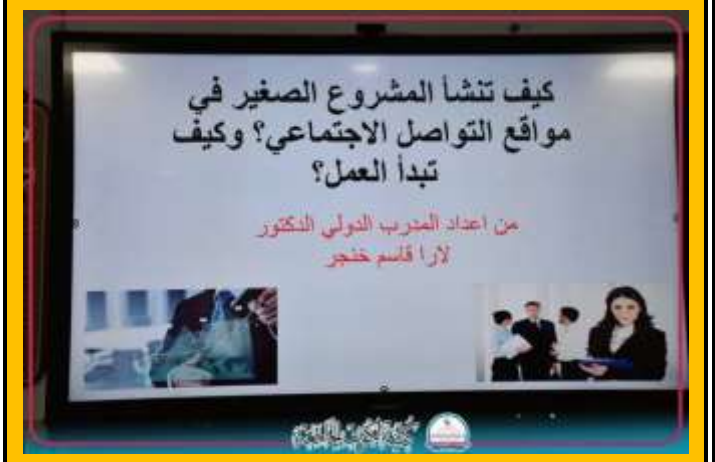 كيف تنشأ المشروع الصغير في
مواقع التواصل الاجتماعي؟ وكيف
تبدأ العمل؟
من اعداد المدرب الدولي الدكتور
لارا قاسم خنجر